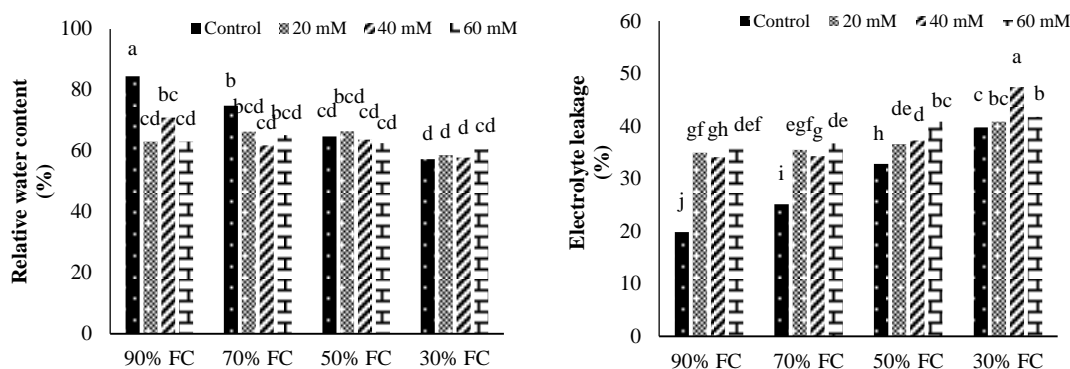 Relative water content
(%)
100
80
60
40
20
0
Control 20 mM 40 mM 60 mM
a
cd
bc
cd
b
bcd
cd
bcd
cd
bcd
cd
cd
d
d
d
cd
90% FC 70% FC 50% FC 30% FC
Electrolyte leakage
(%)
60
50
40
30
20
10
0
Control 20 mM 40 mM 60 mM
j
gf
gh
def
i
egf
g
de
h
de
d
bc
c
bc
a
b
90% FC 70% FC 50% FC 30% FC